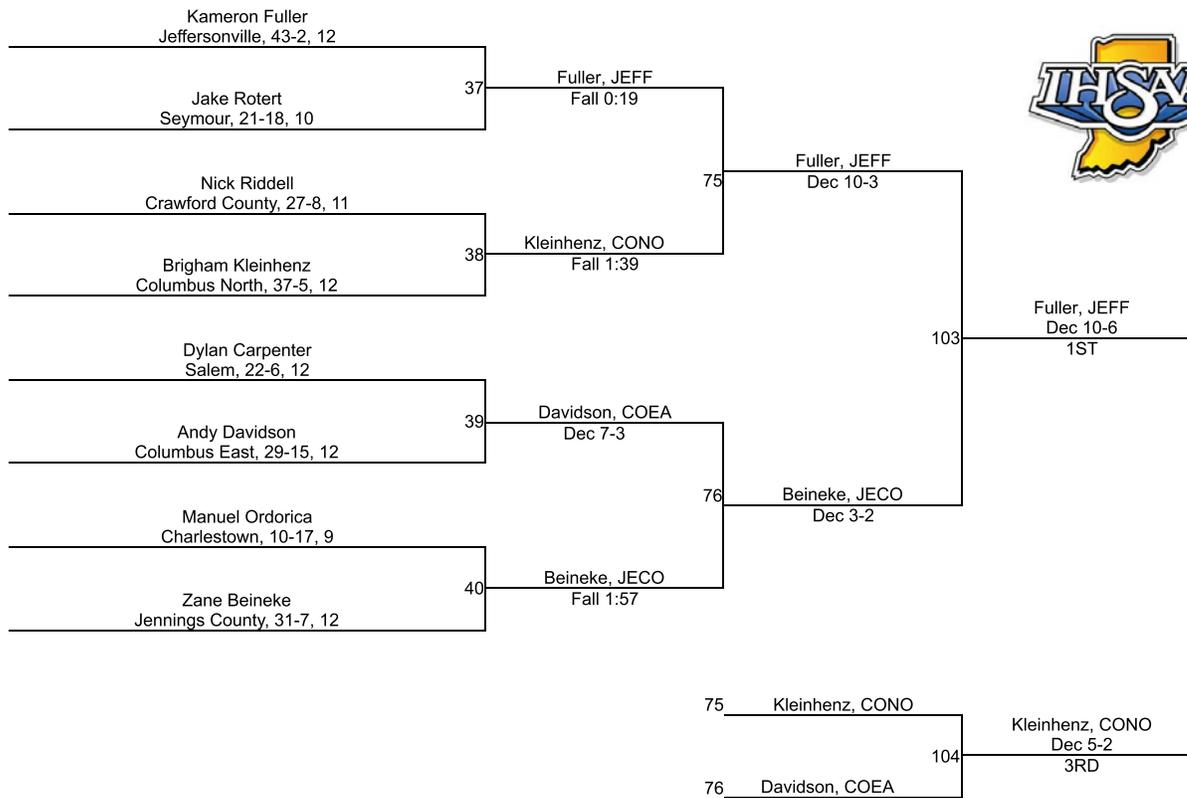 Kameron Fuller
Jeffersonville, 43-2, 12
37
Jake Rotert
Seymour, 21-18, 10
Fuller, JEFF
Fall 0:19
Nick Riddell
Crawford County, 27-8, 11
38
Brigham Kleinhenz
Columbus North, 37-5, 12
Kleinhenz, CONO
Fall 1:39
75
Fuller, JEFF
Dec 10-3
Dylan Carpenter
Salem, 22-6, 12
39
Andy Davidson
Columbus East, 29-15, 12
Davidson, COEA
Dec 7-3
Manuel Ordorica
Charlestown, 10-17, 9
40
Zane Beineke
Jennings County, 31-7, 12
Beineke, JECO
Fall 1:57
76
Beineke, JECO
Dec 3-2
103
Fuller, JEFF
Dec 10-6
1ST
IHSAA
75
Kleinhenz, CONO
76
Davidson, COEA
104
Kleinhenz, CONO
Dec 5-2
3RD